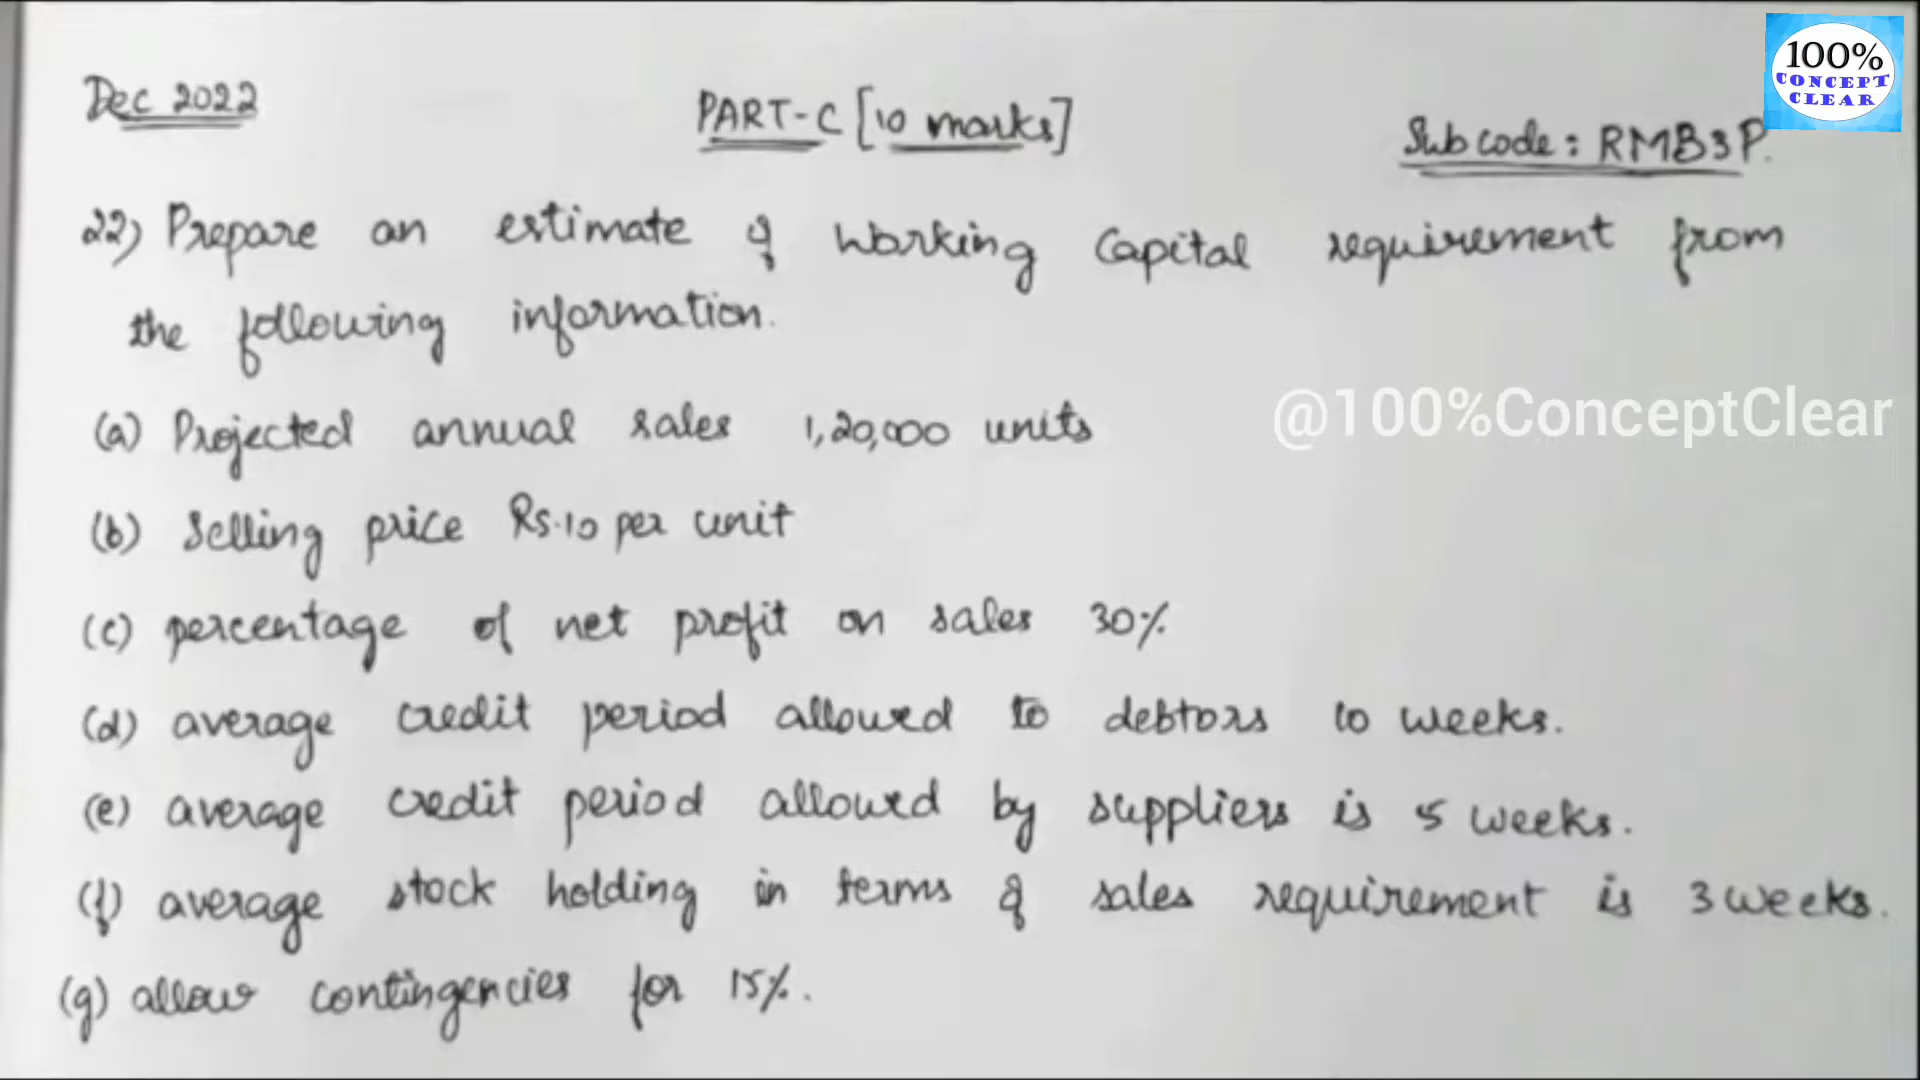 100%
CONCEPT
CLEAR
Dec 2022
PART-C [10 marks]
Sub code: RMB3P.
22) Prepare an estimate of working capital requirement from
the following information.
@100%ConceptClear
(a) Projected annual sales 1,20,000 units
(b) Selling price Rs.10 per unit
(c) percentage of net profit on sales 30%
(d) average credit period allowed to debtors 10 weeks.
(e) average credit period allowed by suppliers is 5 weeks.
(f) average stock holding in terms of sales requirement is 3 weeks.
(g) allow contingencies for 15%.